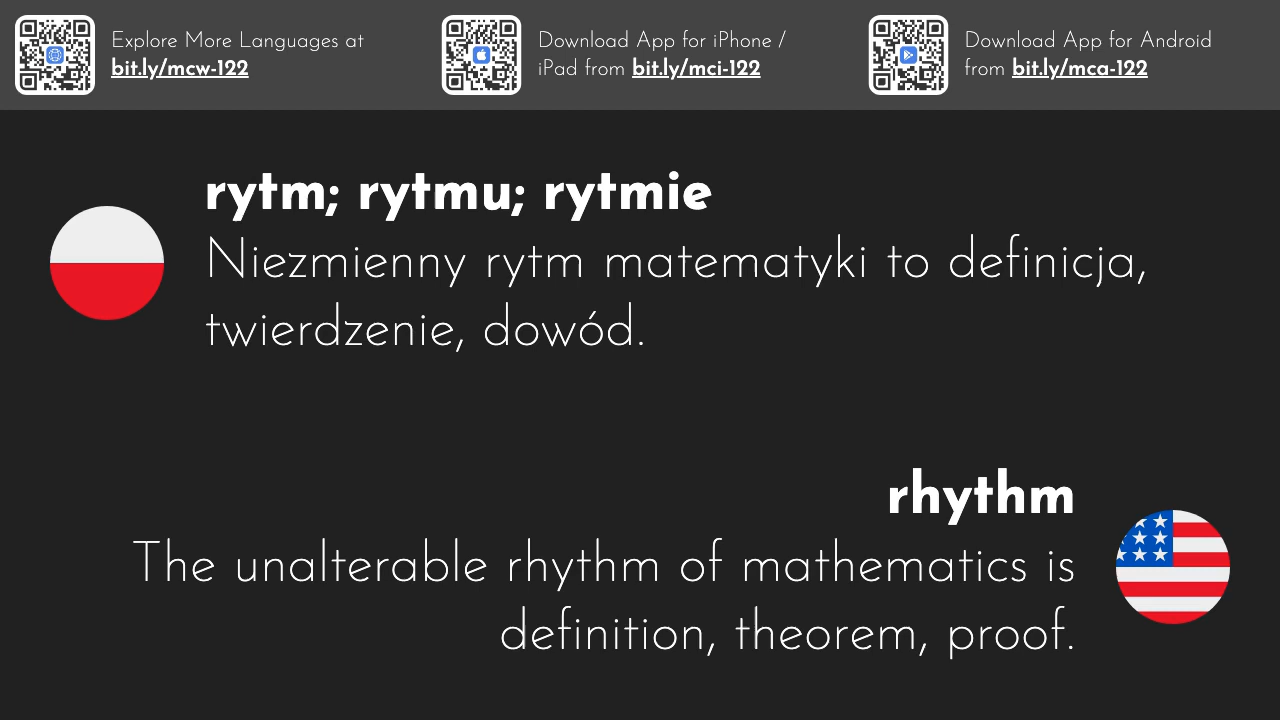 Explore More Languages at
bit.ly/mcw-122
Download App for iPhone /
iPad from bit.ly/mci-122
Download App for Android
from bit.ly/mca-122
rytm; rytmu; rytmie
Niezmienny rytm matematyki to definicja,
twierdzenie, dowód.
rhythm
The unalterable rhythm of mathematics is
definition, theorem, proof.